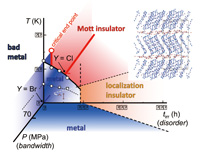 T (K)
critical end point
Mott insulator
bad
metal
Y = Cl
Y = Br
localization
insulator
70
metal
P (MPa)
(bandwidth)
t_irr (h)
(disorder)